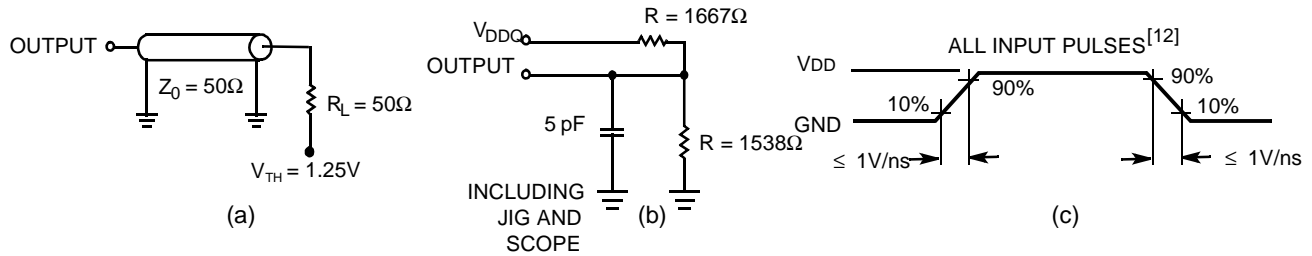 OUTPUT
Z0 = 50Ω
RL = 50Ω
VTH = 1.25V
(a)
R = 1667Ω
VDDQ
OUTPUT
5 pF
R = 1538Ω
INCLUDING
JIG AND
SCOPE
(b)
ALL INPUT PULSES[12]
VDD
90%
90%
10%
10%
GND
≤ 1V/ns
≤ 1V/ns
(c)